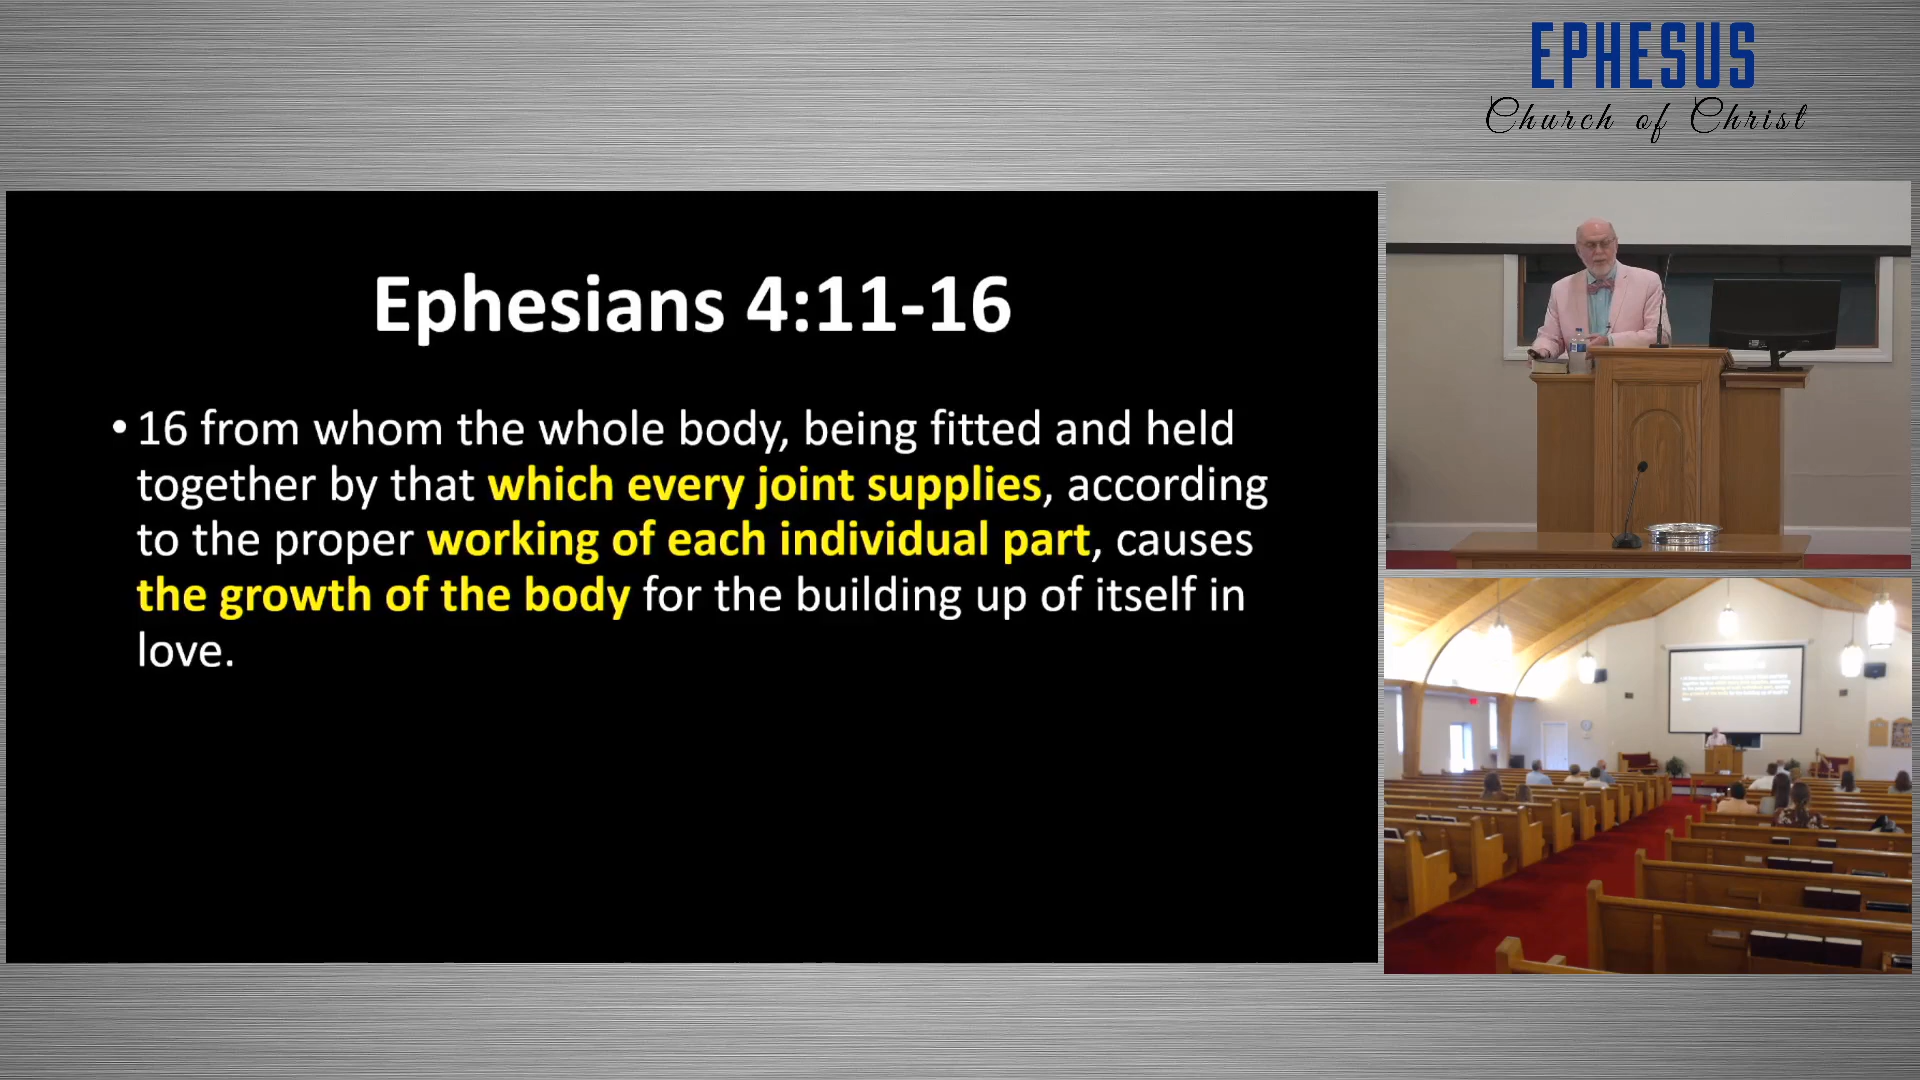 EPHESUS
Church of Christ
Ephesians 4:11-16
• 16 from whom the whole body, being fitted and held
together by that which every joint supplies, according
to the proper working of each individual part, causes
the growth of the body for the building up of itself in
love.